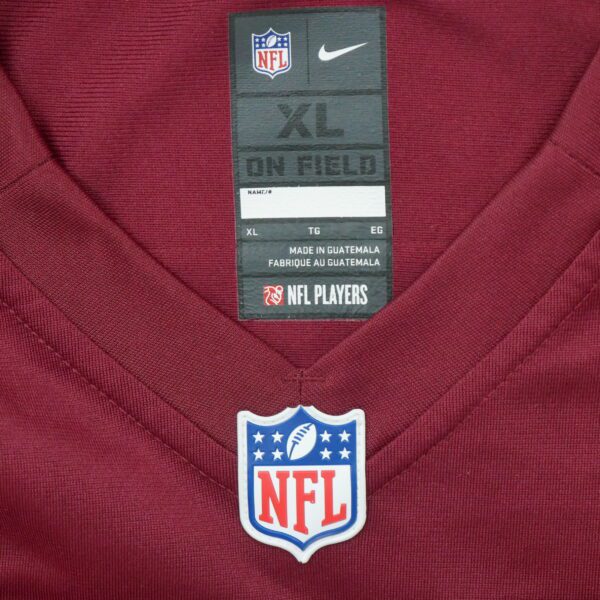 NFL
XL
ON FIELD
NAME/#
XL TG EG
MADE IN GUATEMALA
FABRIQUE AU GUATEMALA
NFL PLAYERS
NFL